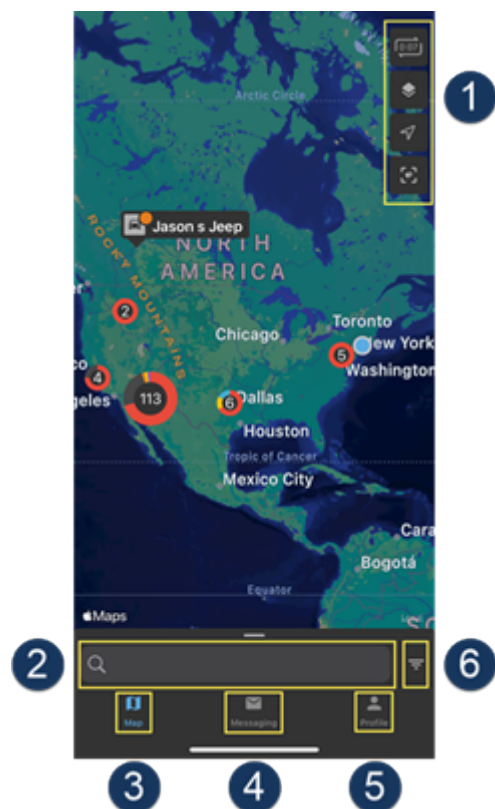 0:07
1
Arctic Circle
Jason s Jeep
ROCKY MOUNTAINS
NORTH
AMERICA
2
Toronto
Chicago
ew York
5
Washington
co
4
geles
113
6
Dallas
Houston
Tropic of Cancer
Mexico City
Cara
Bogotá
Equator
Maps
2
6
Map
Messaging
Profile
3
4
5